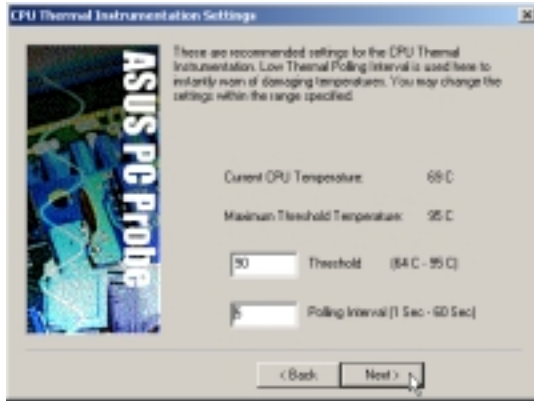 CPU Thermal Instrumentation Settings
ASUS PC Probe
These are recommended settings for the CPU Thermal
Instrumentation. Low Thermal Polling Interval is used here to
instantly warn of damaging temperatures. You may change the
settings within the range specified.
Current CPU Temperature: 69 C
Maximum Threshold Temperature: 95 C
90 Threshold (64 C - 95 C)
Polling Interval (1 Sec - 60 Sec)
< Back Next >